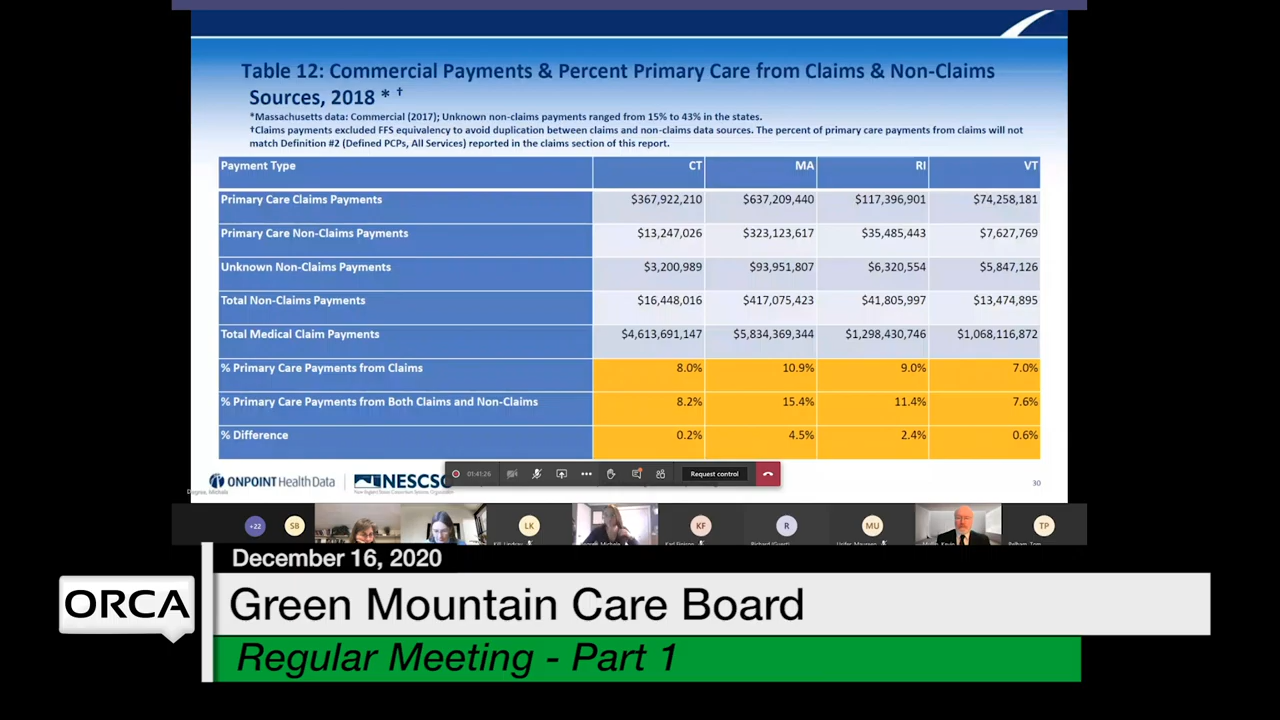 Table 12: Commercial Payments & Percent Primary Care from Claims & Non-Claims
Sources, 2018 * †
*Massachusetts data: Commercial (2017); Unknown non-claims payments ranged from 15% to 43% in the states.
†Claims payments excluded FFS equivalency to avoid duplication between claims and non-claims data sources. The percent of primary care payments from claims will not
match Definition #2 (Defined PCPs, All Services) reported in the claims section of this report.
Payment Type CT MA RI VT
Primary Care Claims Payments $367,922,210 $637,209,440 $117,396,901 $74,258,181
Primary Care Non-Claims Payments $13,247,026 $323,123,617 $35,485,443 $7,627,769
Unknown Non-Claims Payments $3,200,989 $93,951,807 $6,320,554 $5,847,126
Total Non-Claims Payments $16,448,016 $417,075,423 $41,805,997 $13,474,895
Total Medical Claim Payments $4,613,691,147 $5,834,369,344 $1,298,430,746 $1,068,116,872
% Primary Care Payments from Claims 8.0% 10.9% 9.0% 7.0%
% Primary Care Payments from Both Claims and Non-Claims 8.2% 15.4% 11.4% 7.6%
% Difference 0.2% 4.5% 2.4% 0.6%
ONPOINT Health Data NESCSO 01:41:26 Request control 30
+22 SB LK KF R MU TP
December 16, 2020
ORCA
Green Mountain Care Board
Regular Meeting - Part 1